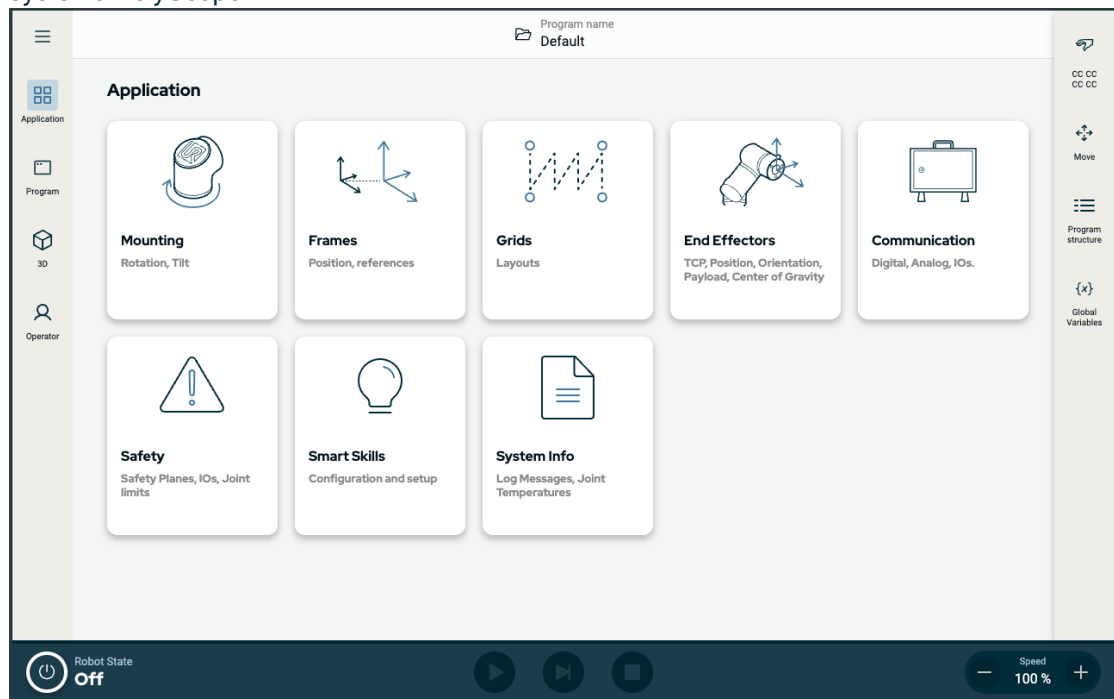 Program name
Default
CC CC
CC CC
Application
Application
Mounting
Rotation, Tilt
Frames
Position, references
Grids
Layouts
End Effectors
TCP, Position, Orientation,
Payload, Center of Gravity
Communication
Digital, Analog, IOs.
Move
Program
Program
structure
3D
{x}
Global
Variables
Operator
Safety
Safety Planes, IOs, Joint
limits
Smart Skills
Configuration and setup
System Info
Log Messages, Joint
Temperatures
Robot State
Off
Speed
100 %